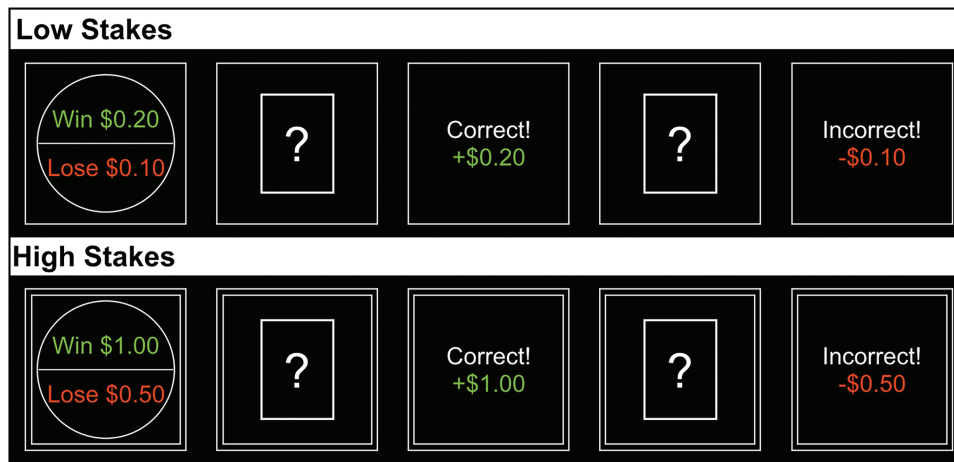 Low Stakes
Win $0.20
Lose $0.10
?
Correct!
+$0.20
?
Incorrect!
-$0.10
High Stakes
Win $1.00
Lose $0.50
?
Correct!
+$1.00
?
Incorrect!
-$0.50